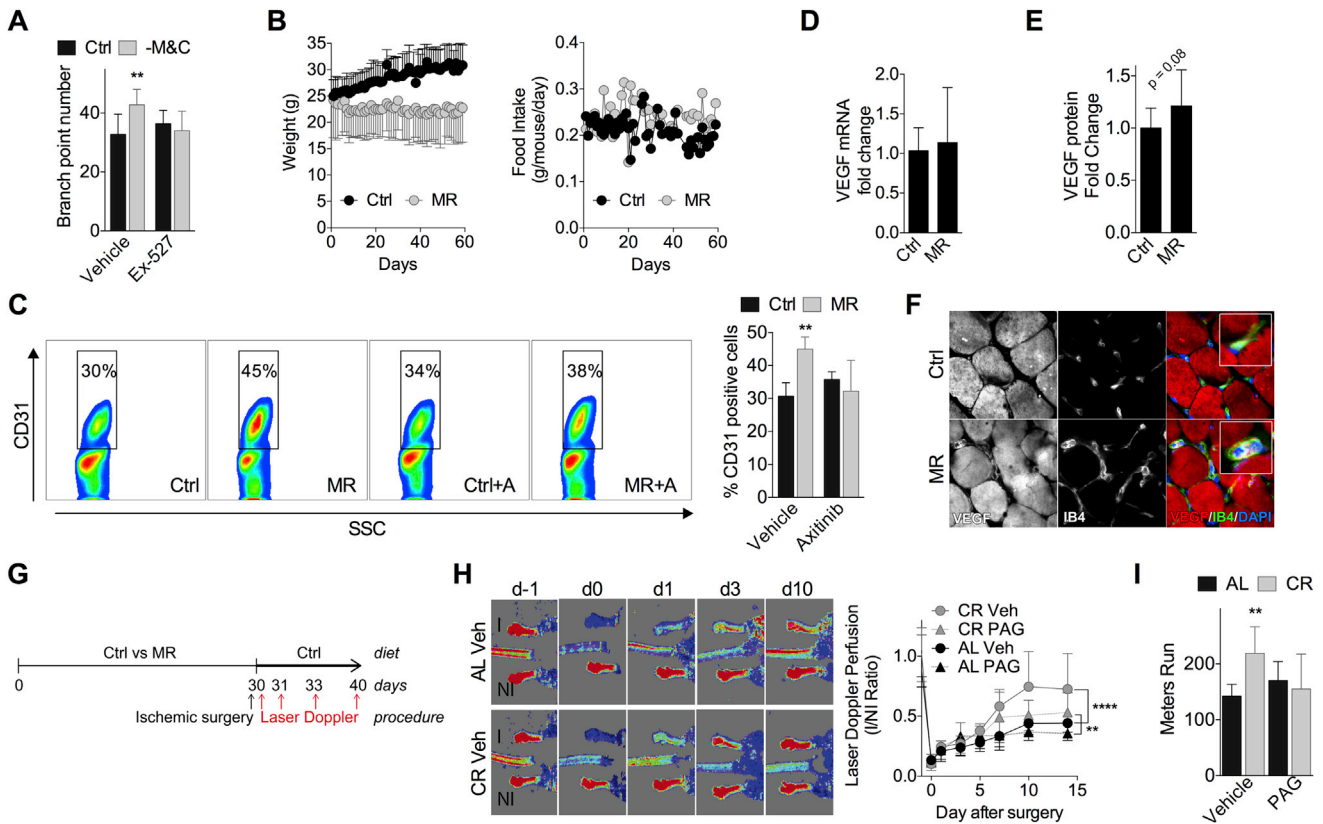 A
Ctrl -M&C
Branch point number
60
40
20
0
**
Vehicle
Ex-527
B
Weight (g)
35
30
25
20
15
10
5
0
Ctrl MR
0 20 40 60
Days
Food Intake
(g/mouse/day)
0.4
0.3
0.2
0.1
0.0
Ctrl MR
0 20 40 60
Days
D
VEGF mRNA
fold change
2.0
1.5
1.0
0.5
0.0
Ctrl
MR
E
VEGF protein
Fold Change
1.5
1.0
0.5
0.0
p = 0.08
Ctrl
MR
C
CD31
30%
Ctrl
45%
MR
34%
Ctrl+A
38%
MR+A
SSC
Ctrl MR
% CD31 positive cells
50
40
30
20
10
0
**
Vehicle
Axitinib
F
Ctrl
MR
VEGF
IB4
VEGF/IB4/DAPI
G
Ctrl vs MR
Ctrl
diet
0
30 31 33 40
days
Ischemic surgery
Laser Doppler
procedure
H
d-1 d0 d1 d3 d10
AL Veh
I
NI
CR Veh
I
NI
Laser Doppler Perfusion
(I/NI Ratio)
1.0
0.5
0.0
CR Veh
CR PAG
AL Veh
AL PAG
****
**
0 5 10 15
Day after surgery
I
AL CR
Meters Run
300
200
100
0
**
Vehicle
PAG